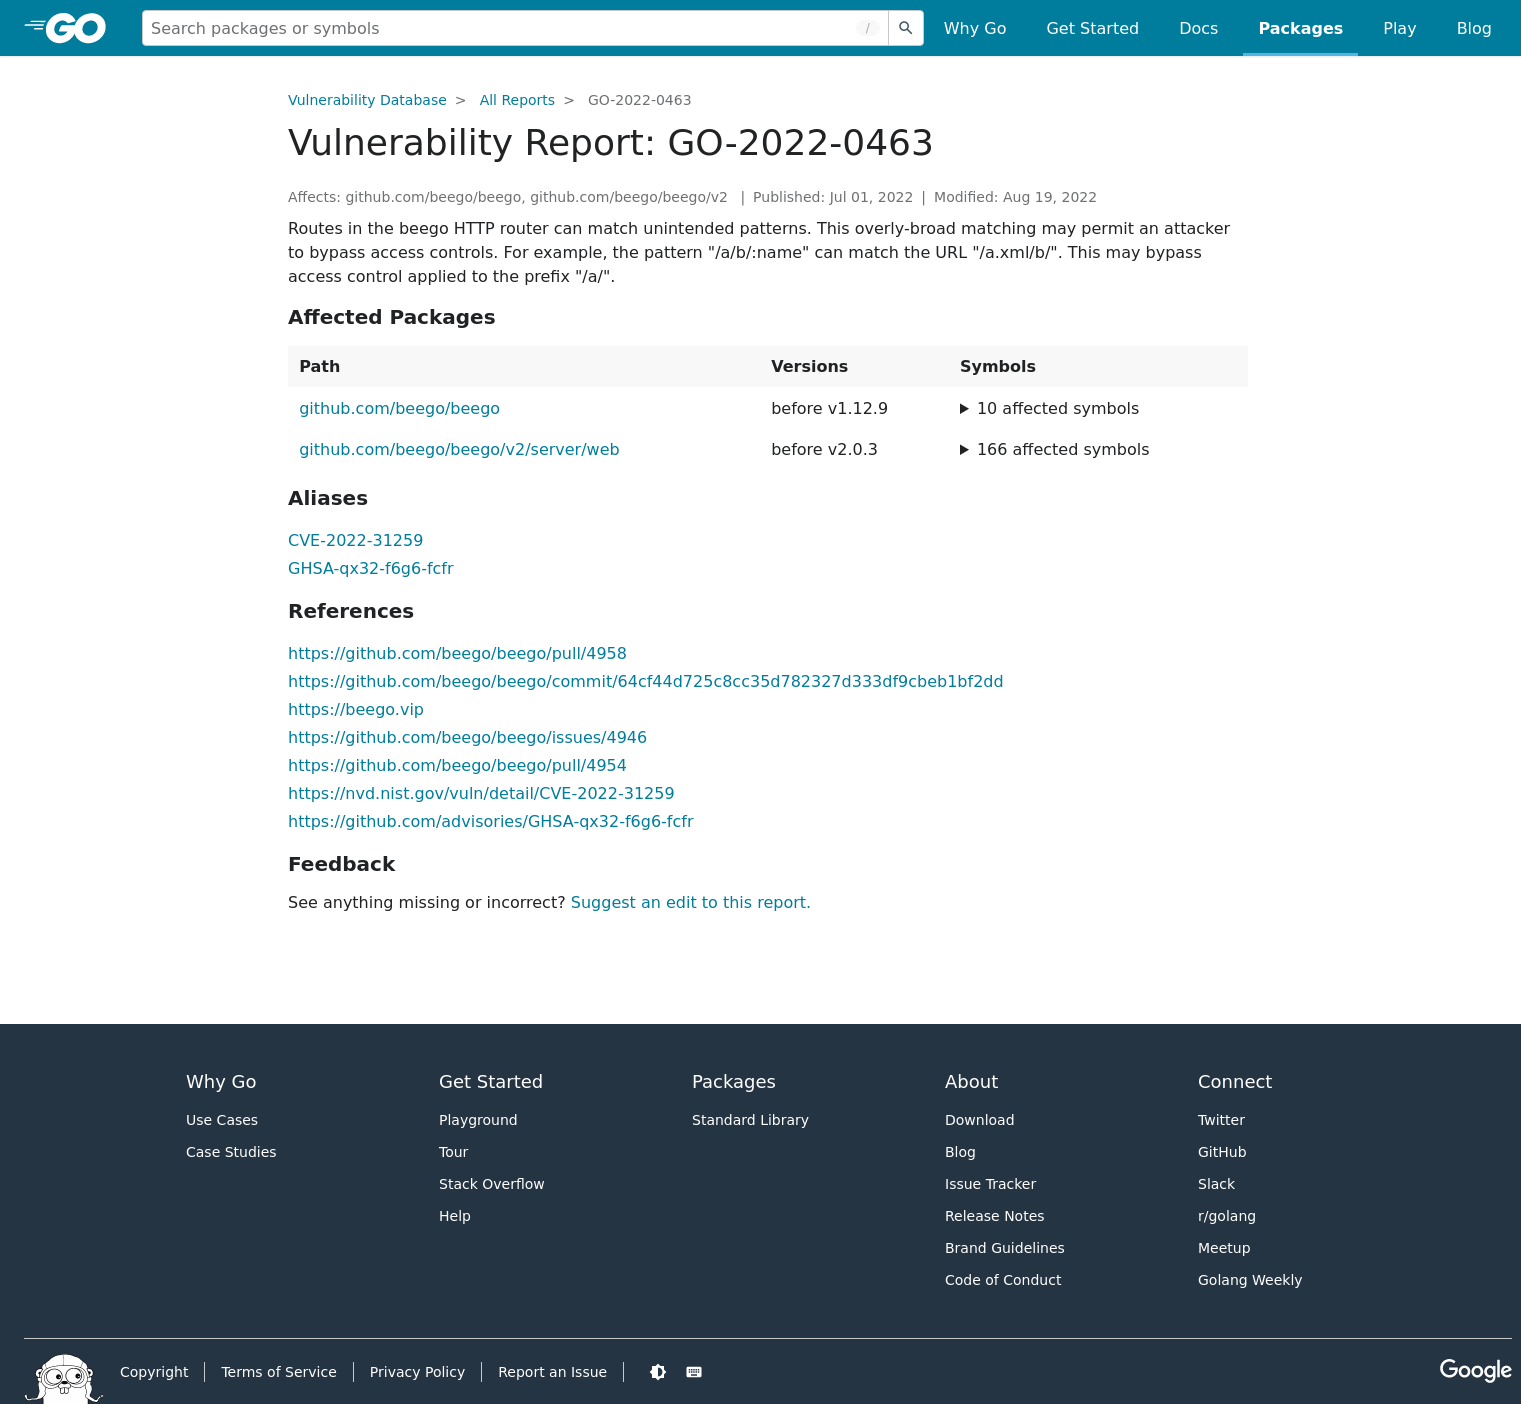 GO
Search packages or symbols
/
Why Go
Get Started
Docs
Packages
Play
Blog
Vulnerability Database > All Reports > GO-2022-0463
Vulnerability Report: GO-2022-0463
Affects: github.com/beego/beego, github.com/beego/beego/v2 | Published: Jul 01, 2022 | Modified: Aug 19, 2022
Routes in the beego HTTP router can match unintended patterns. This overly-broad matching may permit an attacker
to bypass access controls. For example, the pattern "/a/b/:name" can match the URL "/a.xml/b/". This may bypass
access control applied to the prefix "/a/".
Affected Packages
Path Versions Symbols
github.com/beego/beego before v1.12.9 10 affected symbols
github.com/beego/beego/v2/server/web before v2.0.3 166 affected symbols
Aliases
CVE-2022-31259
GHSA-qx32-f6g6-fcfr
References
https://github.com/beego/beego/pull/4958
https://github.com/beego/beego/commit/64cf44d725c8cc35d782327d333df9cbeb1bf2dd
https://beego.vip
https://github.com/beego/beego/issues/4946
https://github.com/beego/beego/pull/4954
https://nvd.nist.gov/vuln/detail/CVE-2022-31259
https://github.com/advisories/GHSA-qx32-f6g6-fcfr
Feedback
See anything missing or incorrect? Suggest an edit to this report.
Why Go
Use Cases
Case Studies
Get Started
Playground
Tour
Stack Overflow
Help
Packages
Standard Library
About
Download
Blog
Issue Tracker
Release Notes
Brand Guidelines
Code of Conduct
Connect
Twitter
GitHub
Slack
r/golang
Meetup
Golang Weekly
Copyright
Terms of Service
Privacy Policy
Report an Issue
Google